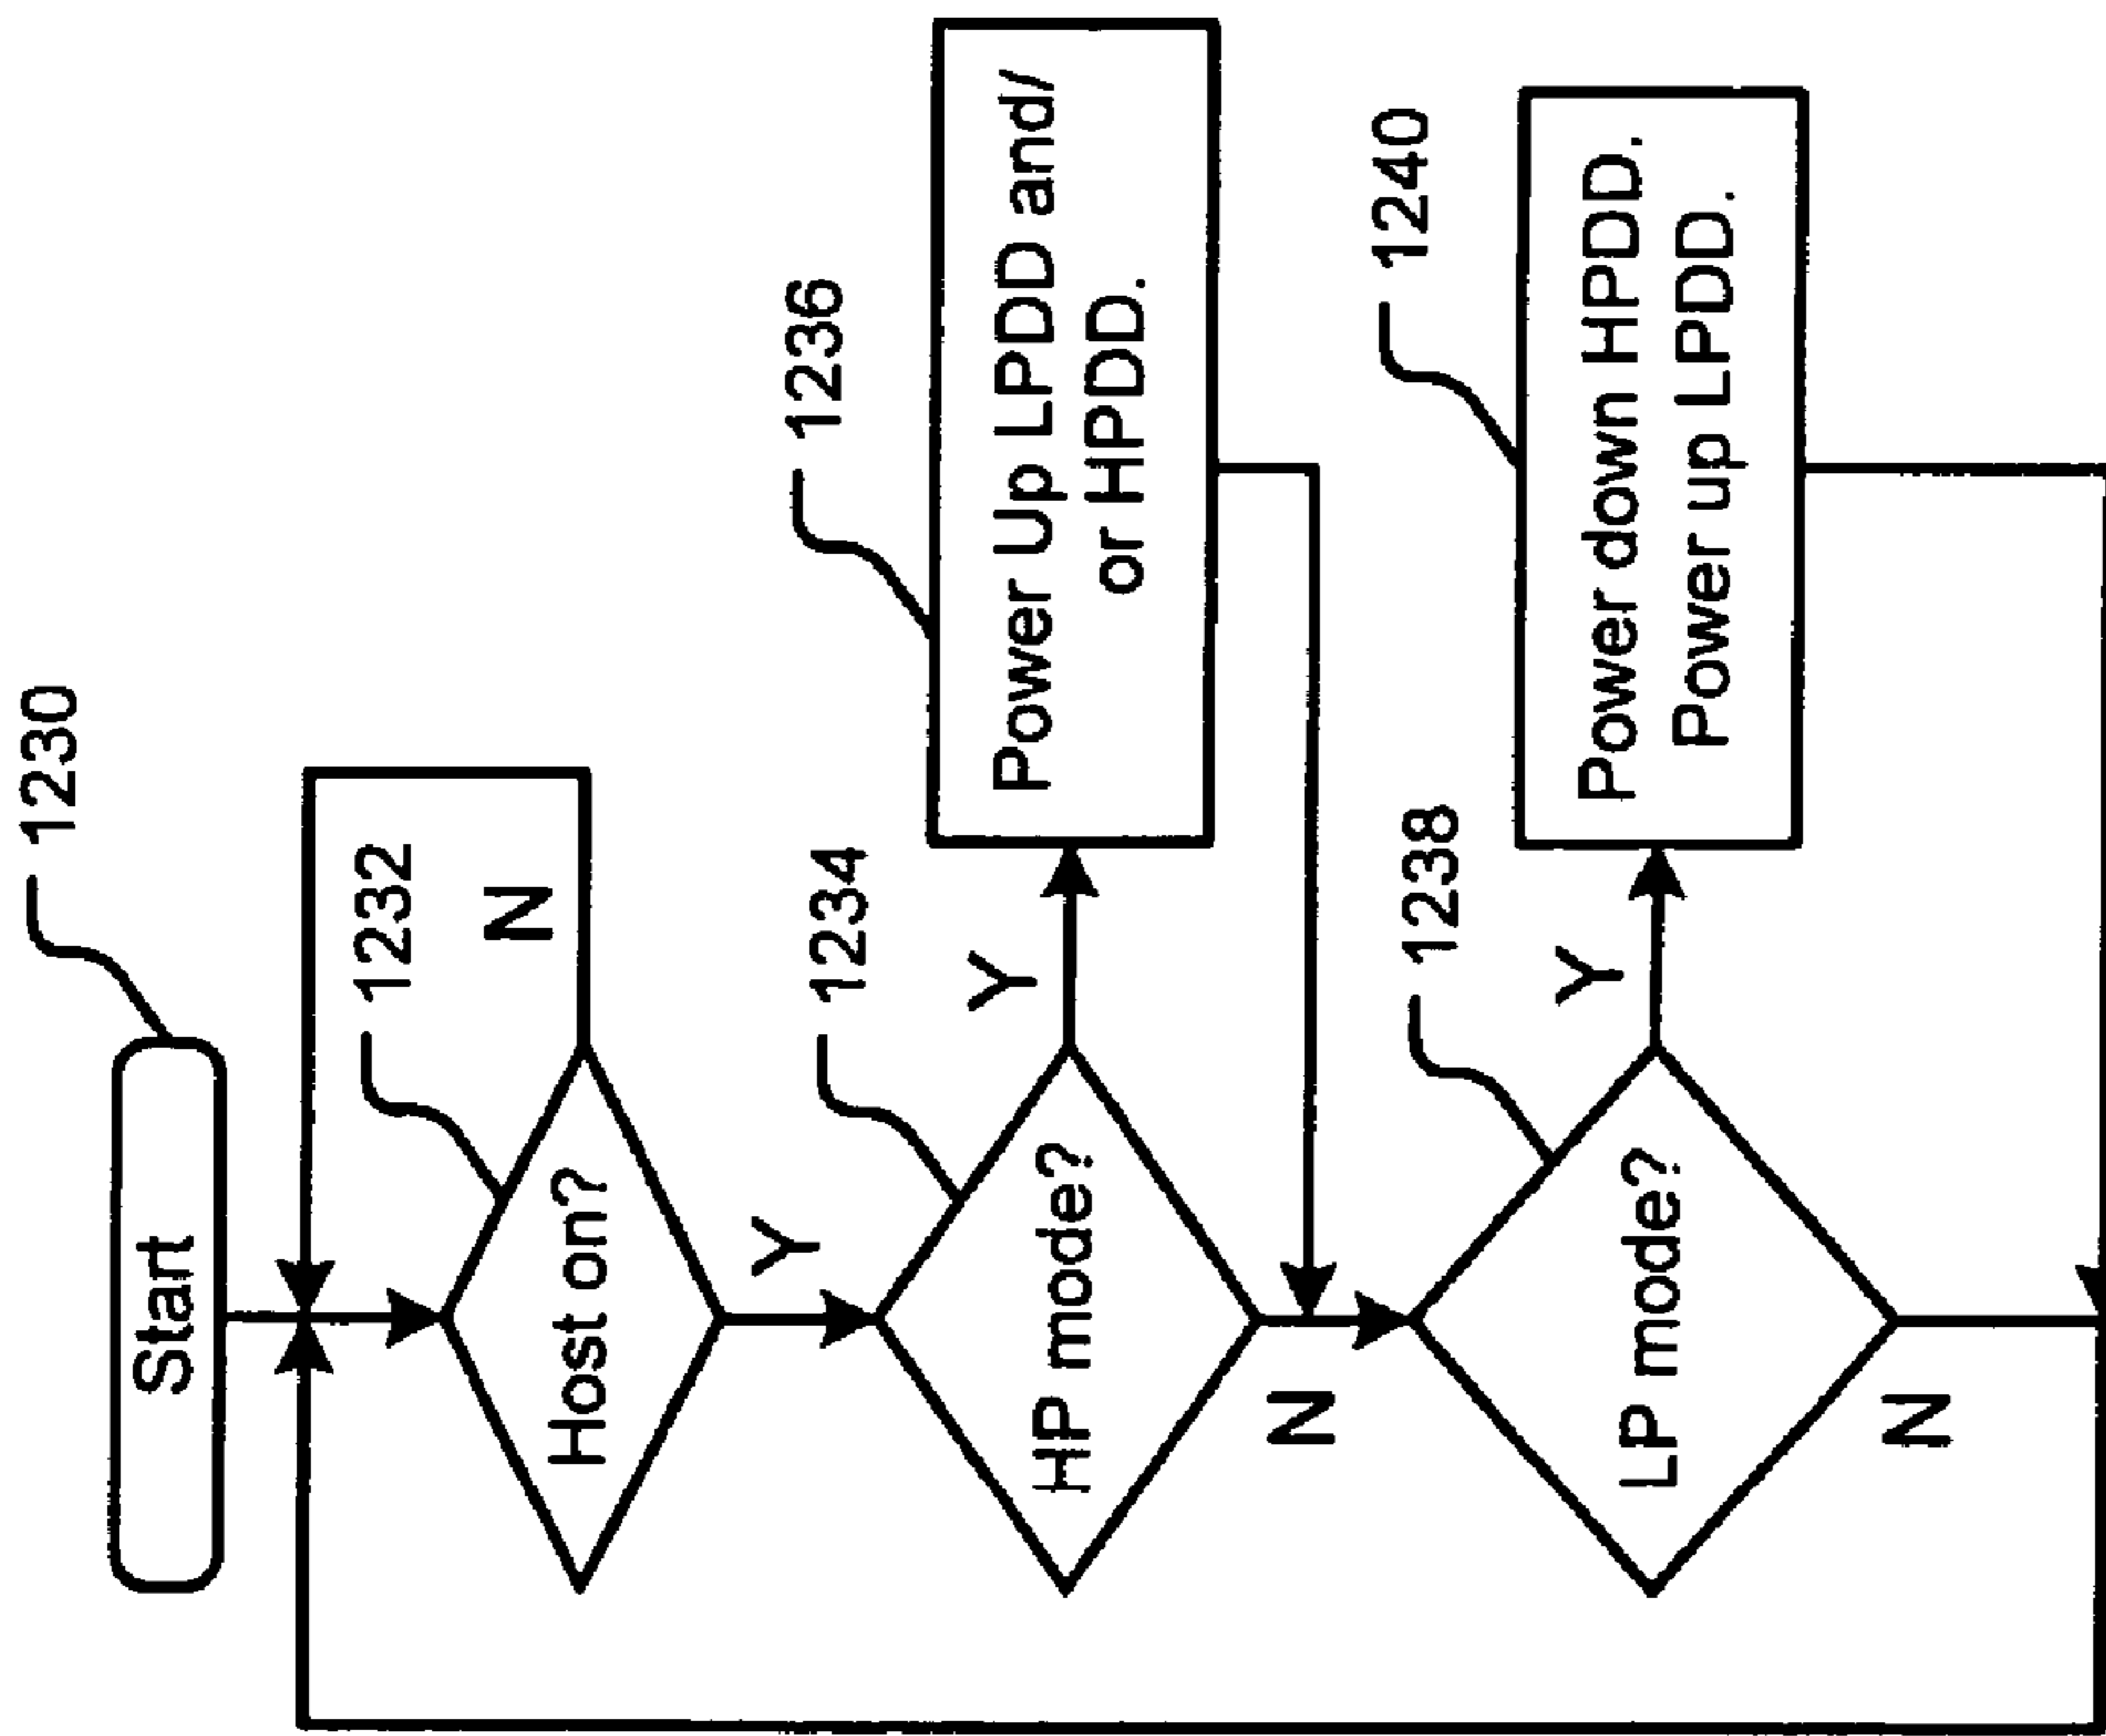 1230
Start
1232
Host on?
N
Y
1234
HP mode?
Y
1236
Power Up LPDD and/
or HPDD.
N
1238
LP mode?
Y
1240
Power down HPDD.
Power up LPDD.
N